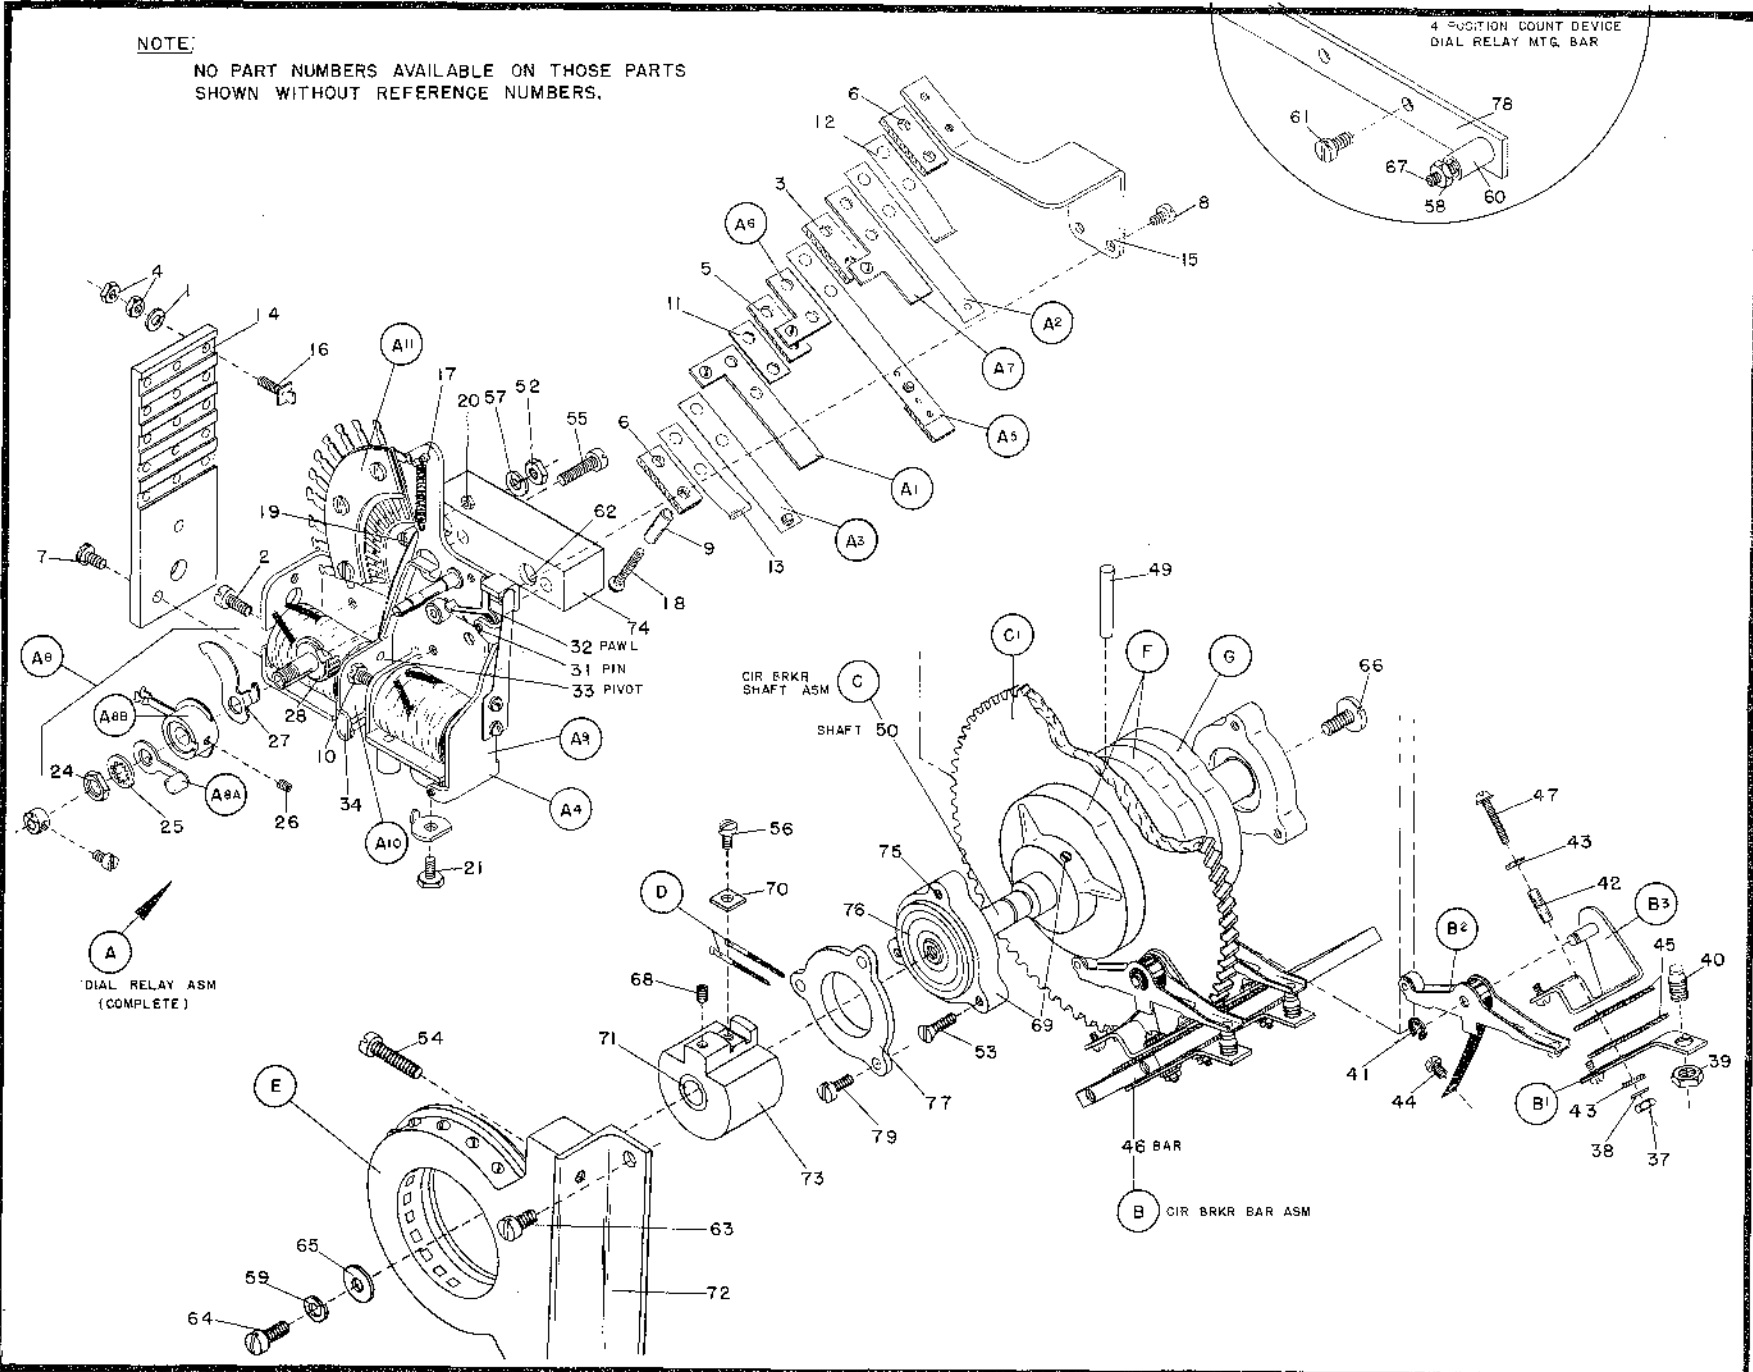 NOTE:
NO PART NUMBERS AVAILABLE ON THOSE PARTS
SHOWN WITHOUT REFERENCE NUMBERS.
4 POSITION COUNT DEVICE
DIAL RELAY MTG. BAR
78
61
67
58
60
6
12
3
A6
8
15
5
11
A2
A7
A5
A1
A3
13
6
9
18
4
1
14
16
A11
17
20
57
52
55
62
19
7
2
74
32 PAWL
31 PIN
33 PIVOT
A8
A8B
27
28
10
34
A9
A4
24
25
A8A
26
A10
21
A
DIAL RELAY ASM
(COMPLETE)
49
C1
F
G
66
CIR BRKR
SHAFT ASM
C
SHAFT 50
56
70
75
76
D
68
71
69
53
77
79
73
47
43
42
B2
B3
45
40
41
44
B1
43
38
37
39
46 BAR
B
CIR BRKR BAR ASM
54
E
63
65
59
64
72